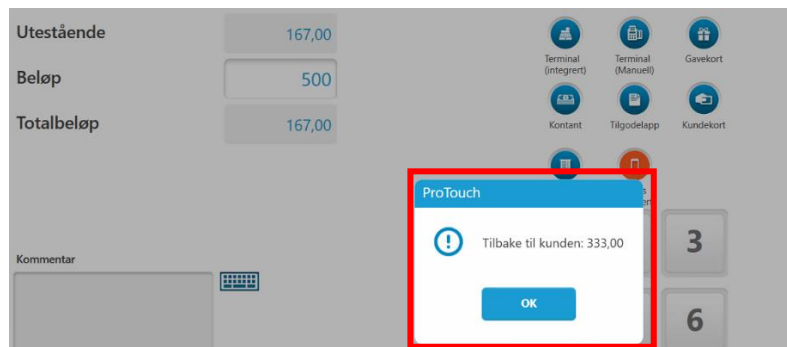 Utestående
167,00
Terminal
(integrert)
Terminal
(Manuell)
Gavekort
Beløp
500
Totalbeløp
167,00
Kontant
Tilgodelapp
Kundekort
ProTouch
Tilbake til kunden: 333,00
OK
3
6
Kommentar